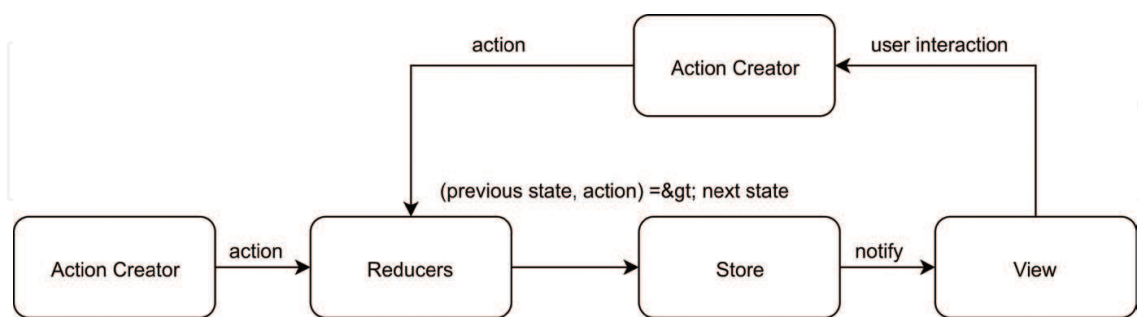 action
user interaction
Action Creator
(previous state, action) =&gt; next state
Action Creator
action
Reducers
Store
notify
View